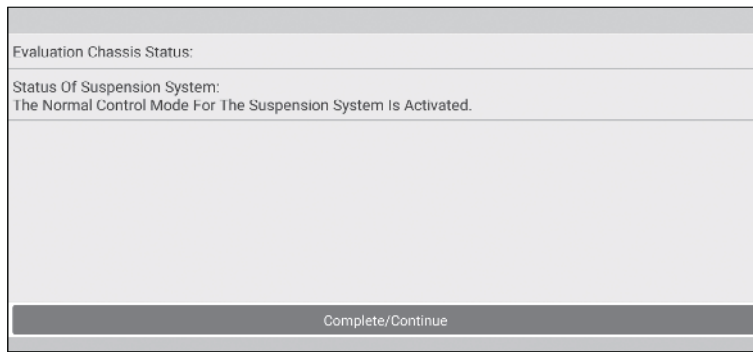 Evaluation Chassis Status:
Status Of Suspension System:
The Normal Control Mode For The Suspension System Is Activated.
Complete/Continue